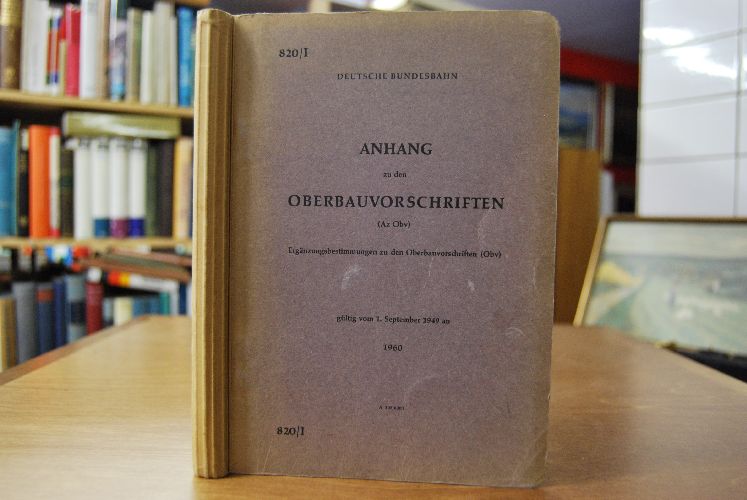 820/I
DEUTSCHE BUNDESBAHN
ANHANG
zu den
OBERBAUVORSCHRIFTEN
(Az Obv)
Ergänzungsbestimmungen zu den Oberbauvorschriften (Obv)
gültig vom 1. September 1949 an
1960
820/I